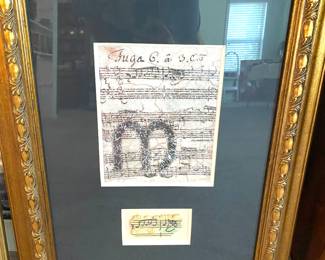 Fuga 6. à 3.